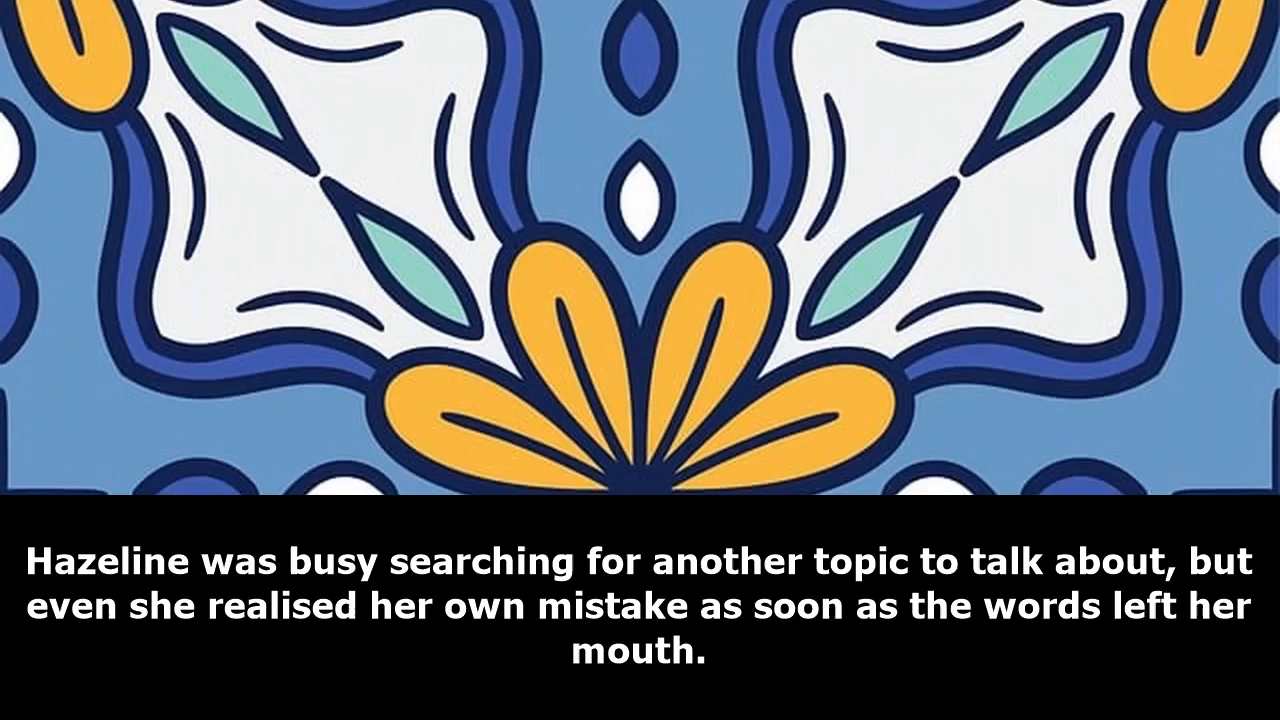 Hazeline was busy searching for another topic to talk about, but
even she realised her own mistake as soon as the words left her
mouth.